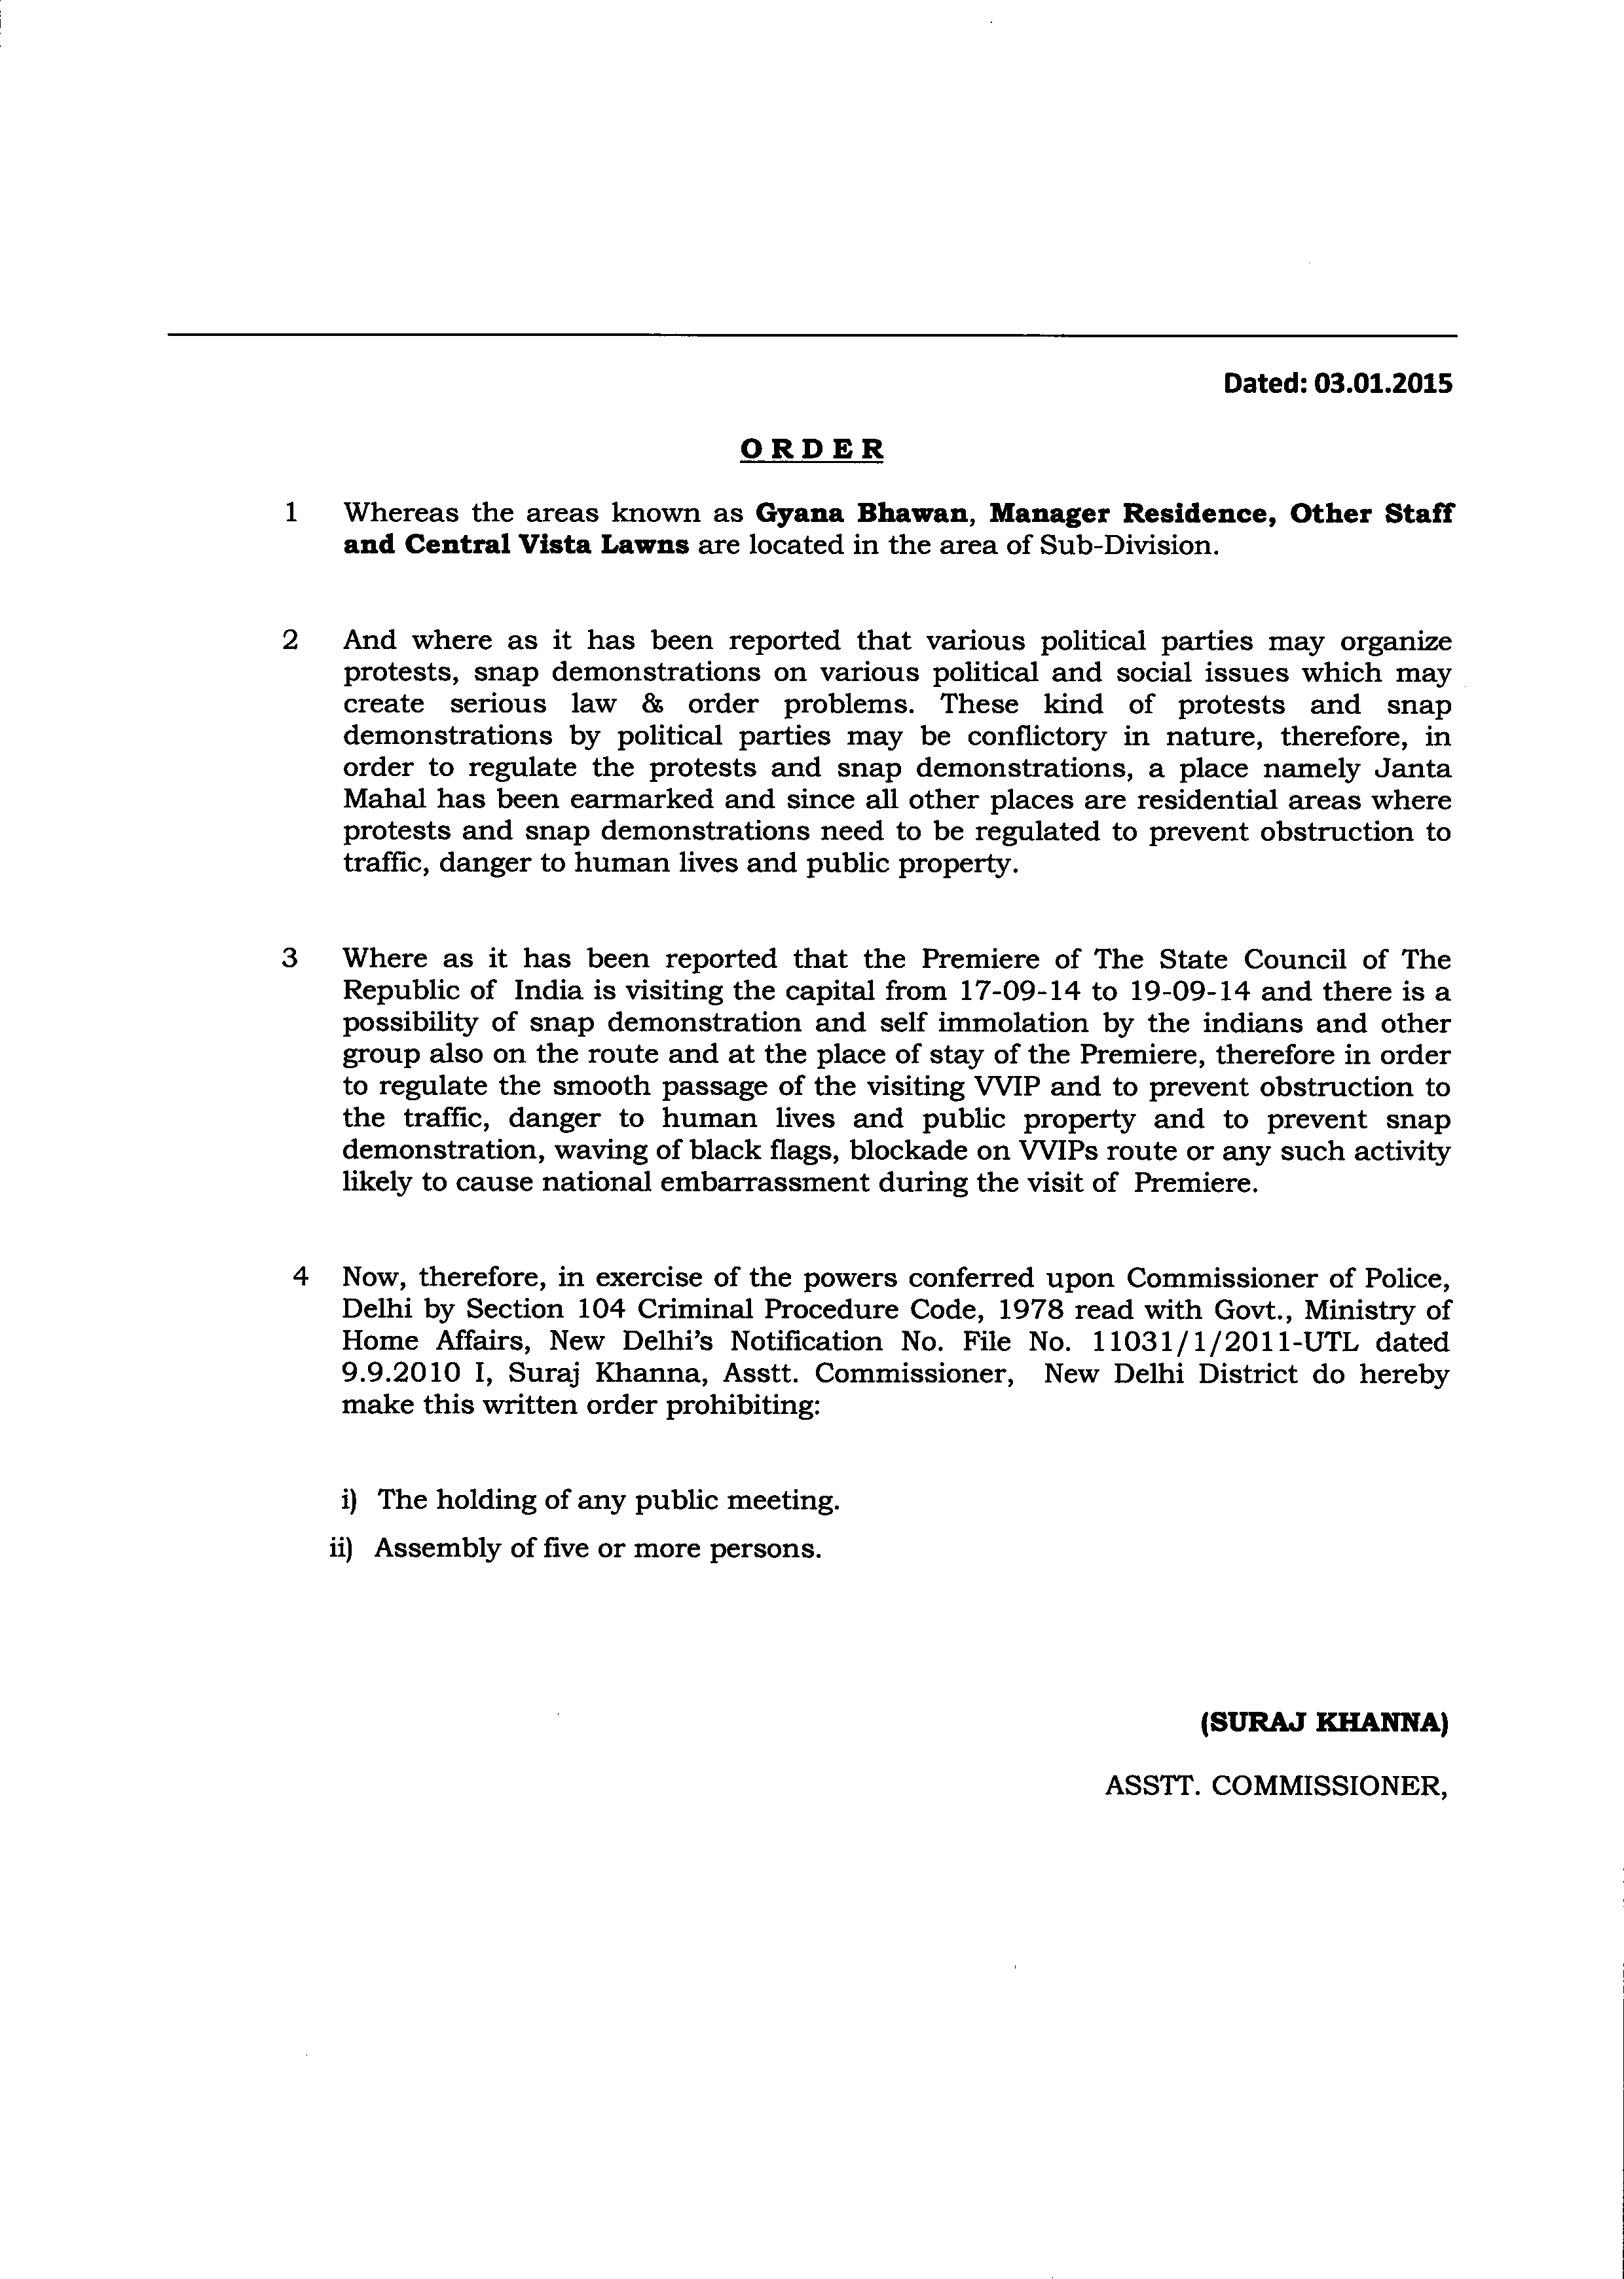 Dated: 03.01.2015
O R D E R
1 Whereas the areas known as Gyana Bhawan, Manager Residence, Other Staff
and Central Vista Lawns are located in the area of Sub-Division.
2 And where as it has been reported that various political parties may organize
protests, snap demonstrations on various political and social issues which may
create serious law & order problems. These kind of protests and snap
demonstrations by political parties may be conflictory in nature, therefore, in
order to regulate the protests and snap demonstrations, a place namely Janta
Mahal has been earmarked and since all other places are residential areas where
protests and snap demonstrations need to be regulated to prevent obstruction to
traffic, danger to human lives and public property.
3 Where as it has been reported that the Premiere of The State Council of The
Republic of India is visiting the capital from 17-09-14 to 19-09-14 and there is a
possibility of snap demonstration and self immolation by the indians and other
group also on the route and at the place of stay of the Premiere, therefore in order
to regulate the smooth passage of the visiting VVIP and to prevent obstruction to
the traffic, danger to human lives and public property and to prevent snap
demonstration, waving of black flags, blockade on VVIPs route or any such activity
likely to cause national embarrassment during the visit of Premiere.
4 Now, therefore, in exercise of the powers conferred upon Commissioner of Police,
Delhi by Section 104 Criminal Procedure Code, 1978 read with Govt., Ministry of
Home Affairs, New Delhi's Notification No. File No. 11031/1/2011-UTL dated
9.9.2010 I, Suraj Khanna, Asstt. Commissioner, New Delhi District do hereby
make this written order prohibiting:
i) The holding of any public meeting.
ii) Assembly of five or more persons.
(SURAJ KHANNA)
ASSTT. COMMISSIONER,